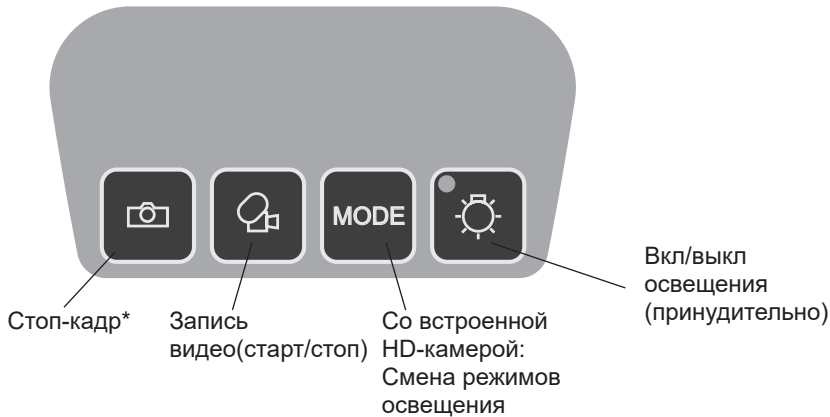 MODE
Вкл/выкл
освещения
(принудительно)
Стоп-кадр*
Запись
видео(старт/стоп)
Со встроенной
HD-камерой:
Смена режимов
освещения